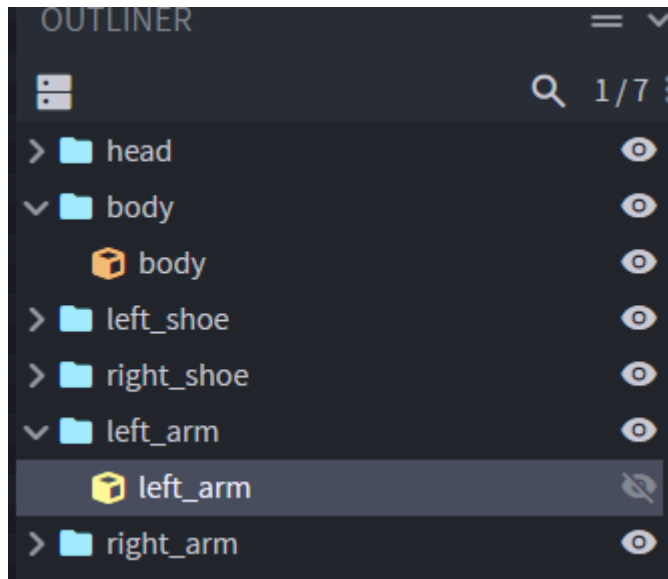 OUTLINER
1/7
head
body
body
left_shoe
right_shoe
left_arm
left_arm
right_arm